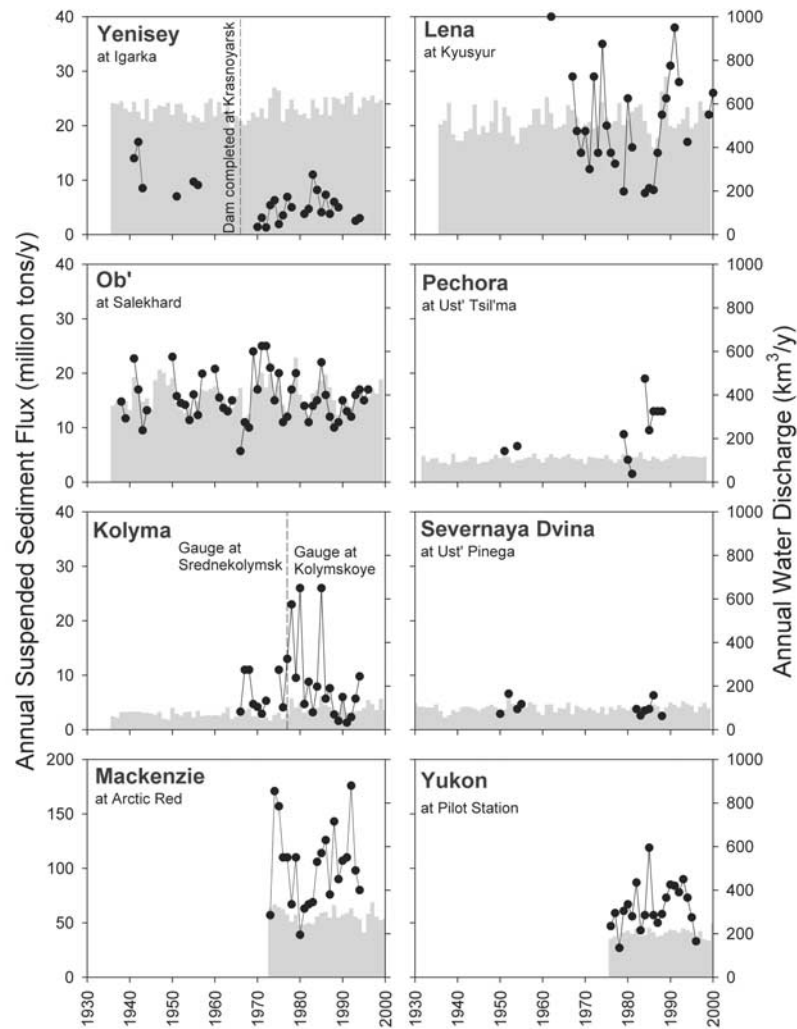 Annual Suspended Sediment Flux (million tons/y)
Annual Water Discharge (km³/y)
40
30
20
10
0
Yenisey
at Igarka
Dam completed at Krasnoyarsk
Lena
at Kyusyur
1000
800
600
400
200
0
40
30
20
10
0
Ob'
at Salekhard
Pechora
at Ust' Tsil'ma
1000
800
600
400
200
0
40
30
20
10
0
Kolyma
Gauge at
Srednekolymsk
Gauge at
Kolymskoye
Severnaya Dvina
at Ust' Pinega
1000
800
600
400
200
0
200
150
100
50
0
Mackenzie
at Arctic Red
Yukon
at Pilot Station
1000
800
600
400
200
0
1930
1940
1950
1960
1970
1980
1990
2000
1930
1940
1950
1960
1970
1980
1990
2000